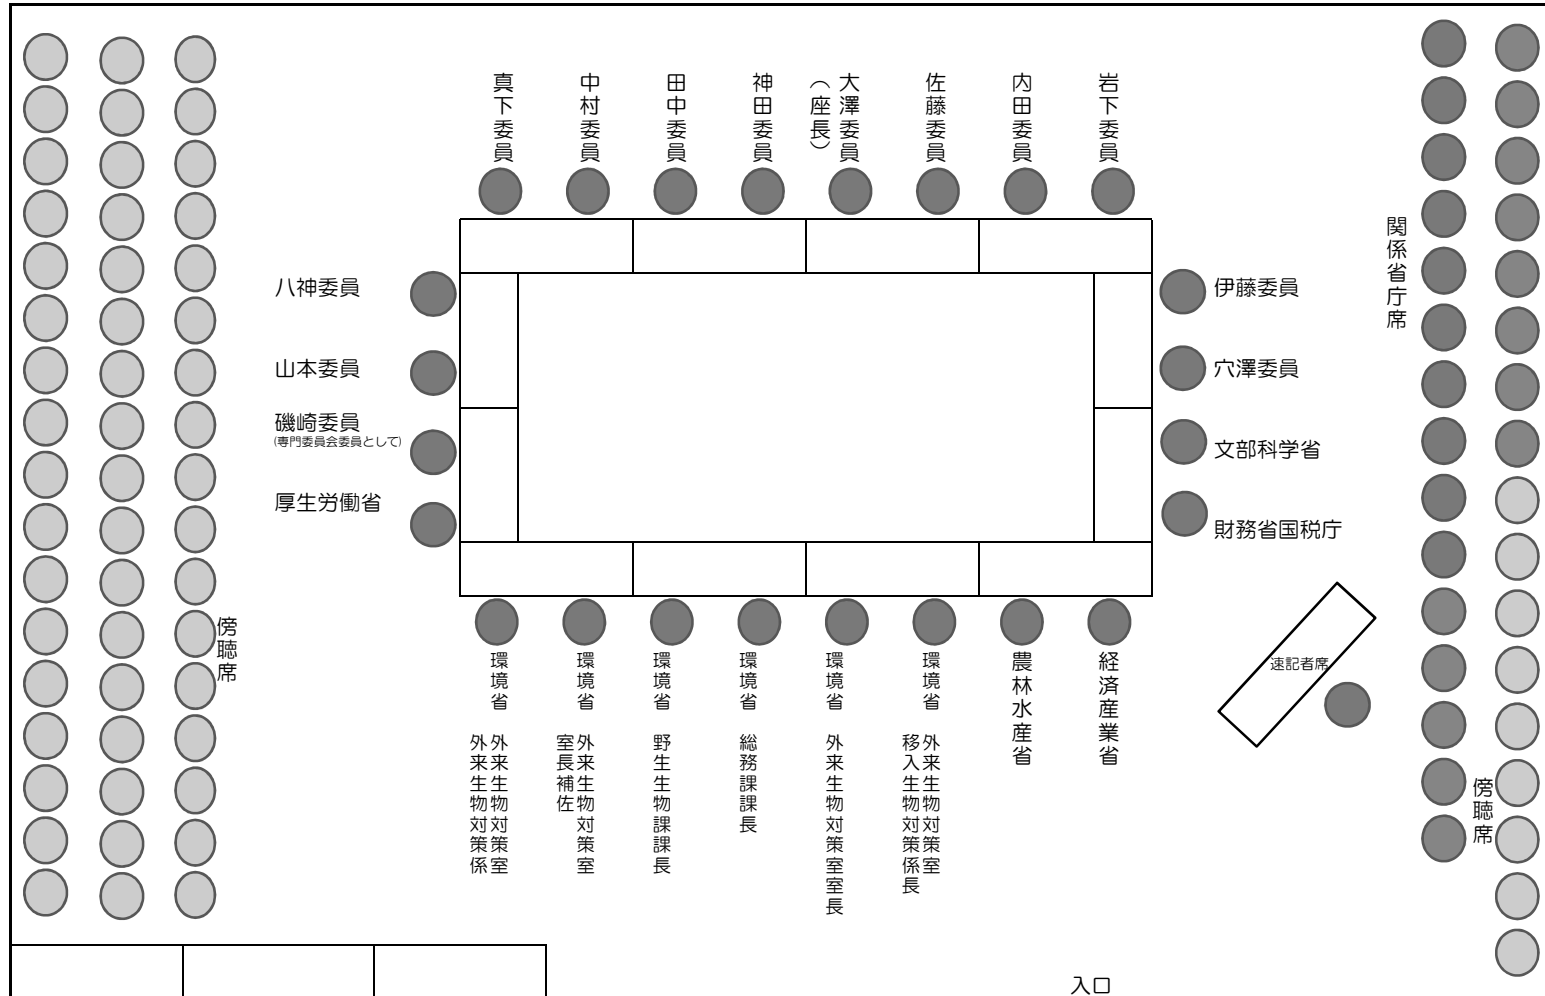 真下委員
中村委員
田中委員
神田委員
大澤委員
（座長）
佐藤委員
内田委員
岩下委員
八神委員
山本委員
磯崎委員
(専門委員会委員として)
厚生労働省
伊藤委員
穴澤委員
文部科学省
財務省国税庁
関係省庁席
傍聴席
速記者席
傍聴席
環境省 外来生物対策室
外来生物対策係
環境省 外来生物対策室
室長補佐
環境省 野生生物課課長
環境省 総務課課長
環境省 外来生物対策室室長
環境省 外来生物対策室
移入生物対策係長
農林水産省
経済産業省
入口